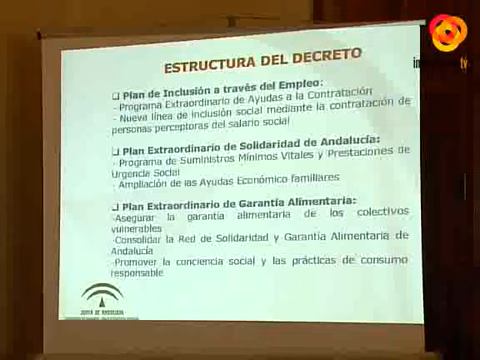 ESTRUCTURA DEL DECRETO
❑ Plan de Inclusión a través del Empleo:
- Programa Extraordinario de Ayudas a la Contratación
- Nueva línea de inclusión social mediante la contratación de
personas perceptoras del salario social
❑ Plan Extraordinario de Solidaridad de Andalucía:
- Programa de Suministros Mínimos Vitales y Prestaciones de
Urgencia Social
- Ampliación de las Ayudas Económico familiares
❑ Plan Extraordinario de Garantía Alimentaria:
-Asegurar la garantía alimentaria de los colectivos
vulnerables
-Consolidar la Red de Solidaridad y Garantía Alimentaria de
Andalucía
-Promover la conciencia social y las prácticas de consumo
responsable
JUNTA DE ANDALUCIA
tv